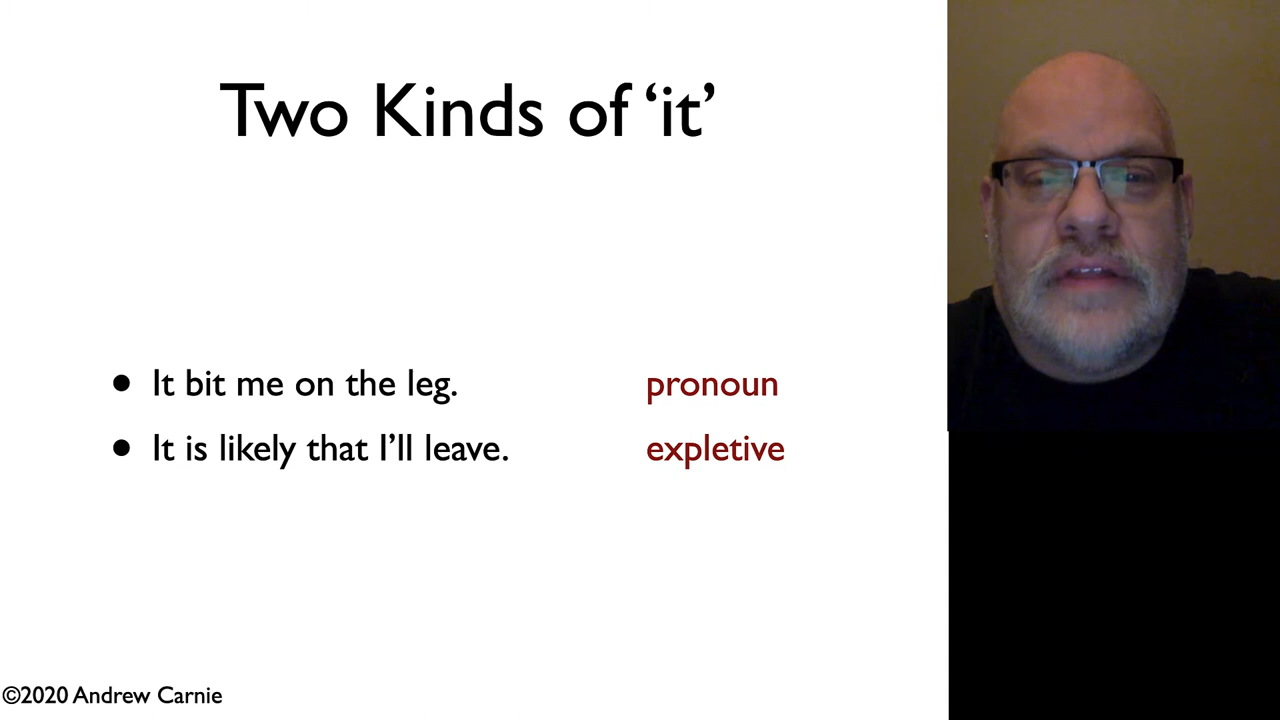 Two Kinds of ‘it’
• It bit me on the leg. pronoun
• It is likely that I’ll leave. expletive
©2020 Andrew Carnie